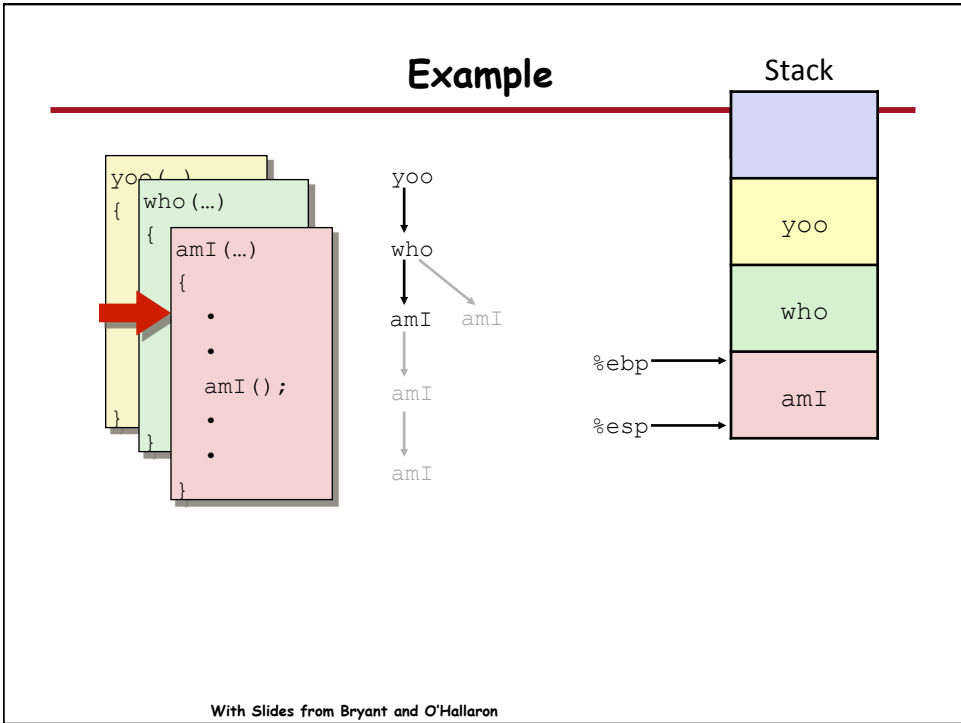 Example
Stack
yoo(…)
{
}
who(…)
{
}
amI(…)
{
•
•
amI();
•
•
}
yoo
who
amI amI
amI
amI
yoo
who
%ebp
amI
%esp
With Slides from Bryant and O'Hallaron